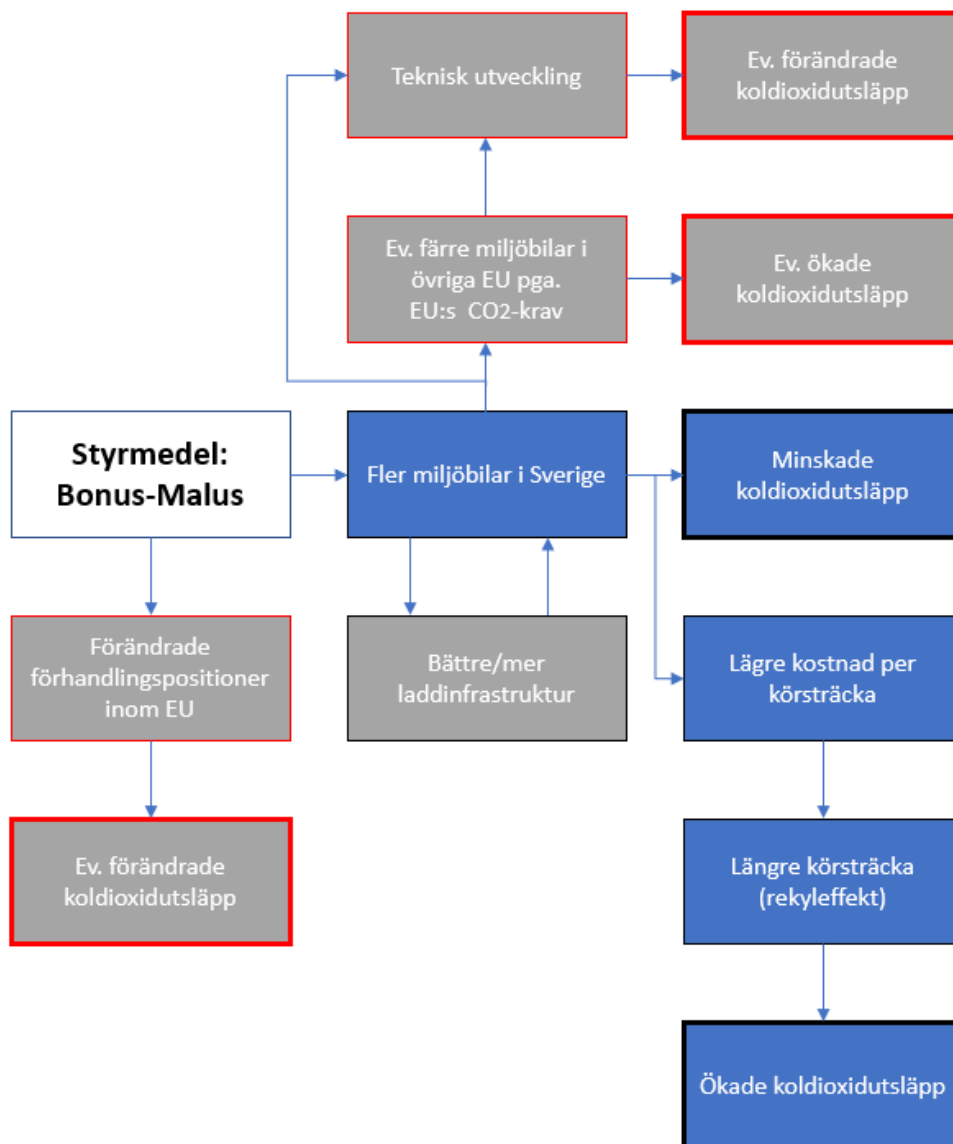 Teknisk utveckling
Ev. förändrade
koldioxidutsläpp
Ev. färre miljöbilar i
övriga EU pga.
EU:s CO2-krav
Ev. ökade
koldioxidutsläpp
Styrmedel:
Bonus-Malus
Fler miljöbilar i Sverige
Minskade
koldioxidutsläpp
Förändrade
förhandlingspositioner
inom EU
Bättre/mer
laddinfrastruktur
Lägre kostnad per
körsträcka
Ev. förändrade
koldioxidutsläpp
Längre körsträcka
(rekyleffekt)
Ökade koldioxidutsläpp